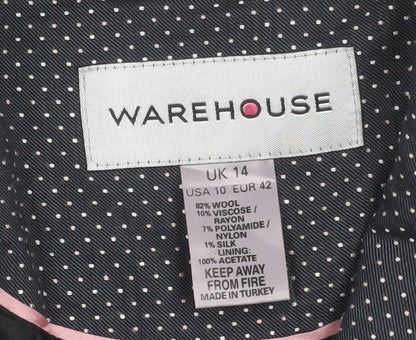 WAREHOUSE
UK 14
USA 10 EUR 42
82% WOOL
10% VISCOSE /
RAYON
7% POLYAMIDE /
NYLON
1% SILK
LINING:
100% ACETATE
KEEP AWAY
FROM FIRE
MADE IN TURKEY